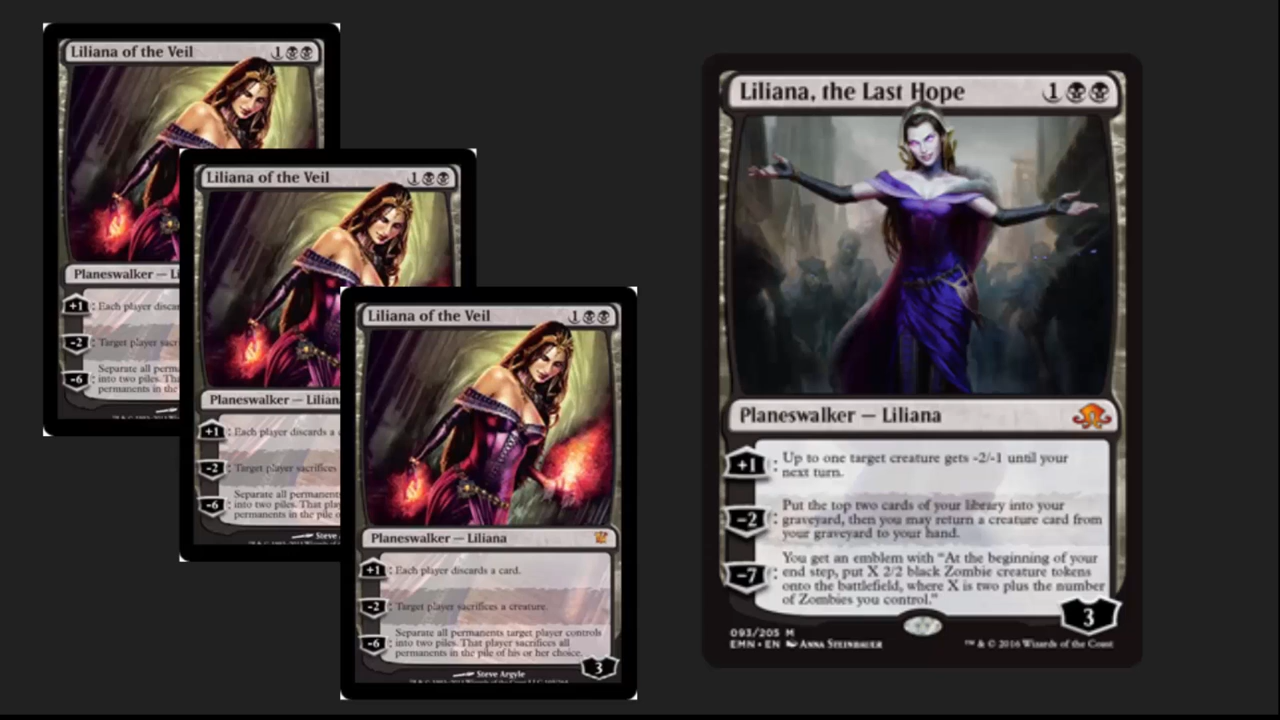 Liliana of the Veil 1
Planeswalker — Li
+1 : Each player discar
-2 : Target player sacr
-6 : Separate all perm
into two piles. Tha
permanents in the
Liliana of the Veil 1
Planeswalker — Lilian
+1 : Each player discards a
-2 : Target player sacrifices
-6 : Separate all permanents
into two piles. That play
permanents in the pile o
Steve
Liliana of the Veil 1
Planeswalker — Liliana
+1 : Each player discards a card.
-2 : Target player sacrifices a creature.
-6 : Separate all permanents target player controls
into two piles. That player sacrifices all
permanents in the pile of his or her choice.
3
Steve Argyle
Liliana, the Last Hope 1
Planeswalker — Liliana
+1 : Up to one target creature gets -2/-1 until your
next turn.
-2 : Put the top two cards of your library into your
graveyard, then you may return a creature card from
your graveyard to your hand.
-7 : You get an emblem with “At the beginning of your
end step, put X 2/2 black Zombie creature tokens
onto the battlefield, where X is two plus the number
of Zombies you control.”
3
093/205 M
EMN • EN Anna Steinbauer ™ & © 2016 Wizards of the Coast